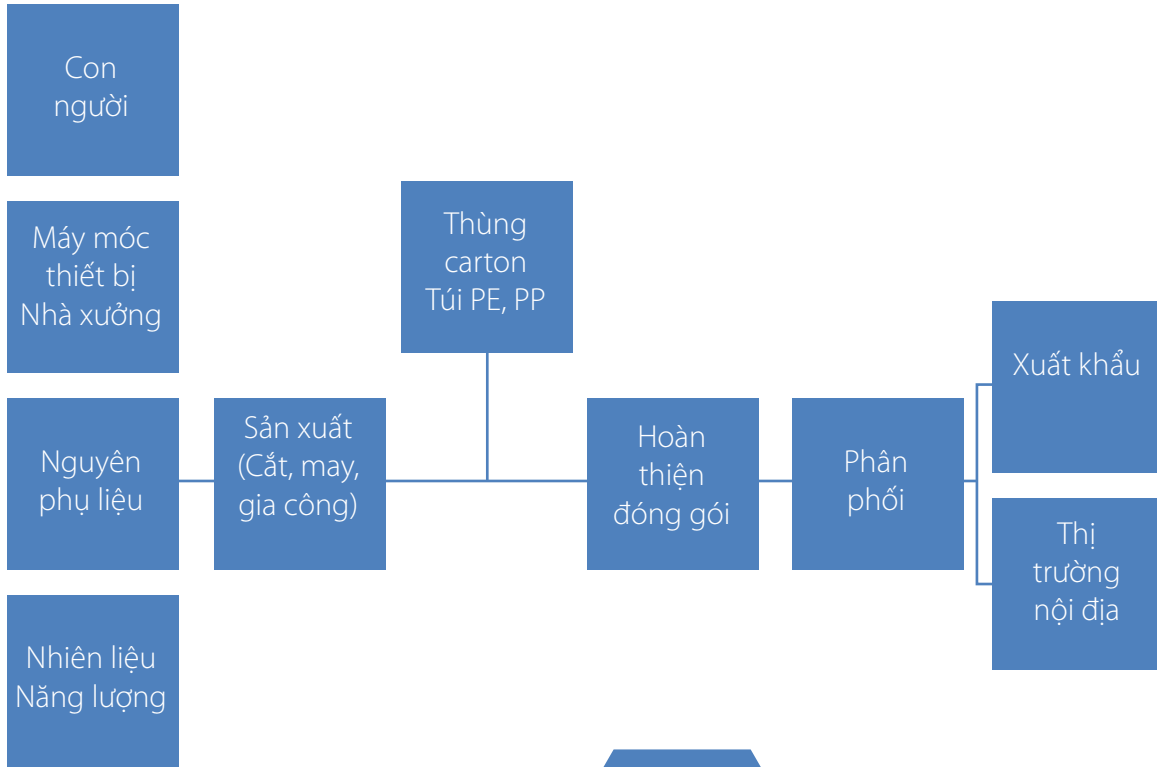 Con
người
Máy móc
thiết bị
Nhà xưởng
Nguyên
phụ liệu
Nhiên liệu
Năng lượng
Sản xuất
(Cắt, may,
gia công)
Thùng
carton
Túi PE, PP
Hoàn
thiện
đóng gói
Phân
phối
Xuất khẩu
Thị
trường
nội địa